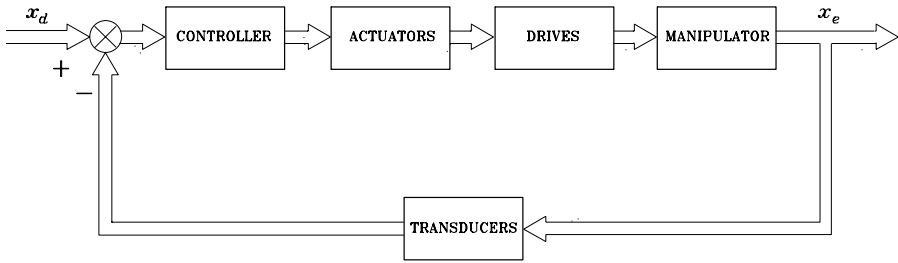 x_d
x_e
CONTROLLER
ACTUATORS
DRIVES
MANIPULATOR
+
−
TRANSDUCERS